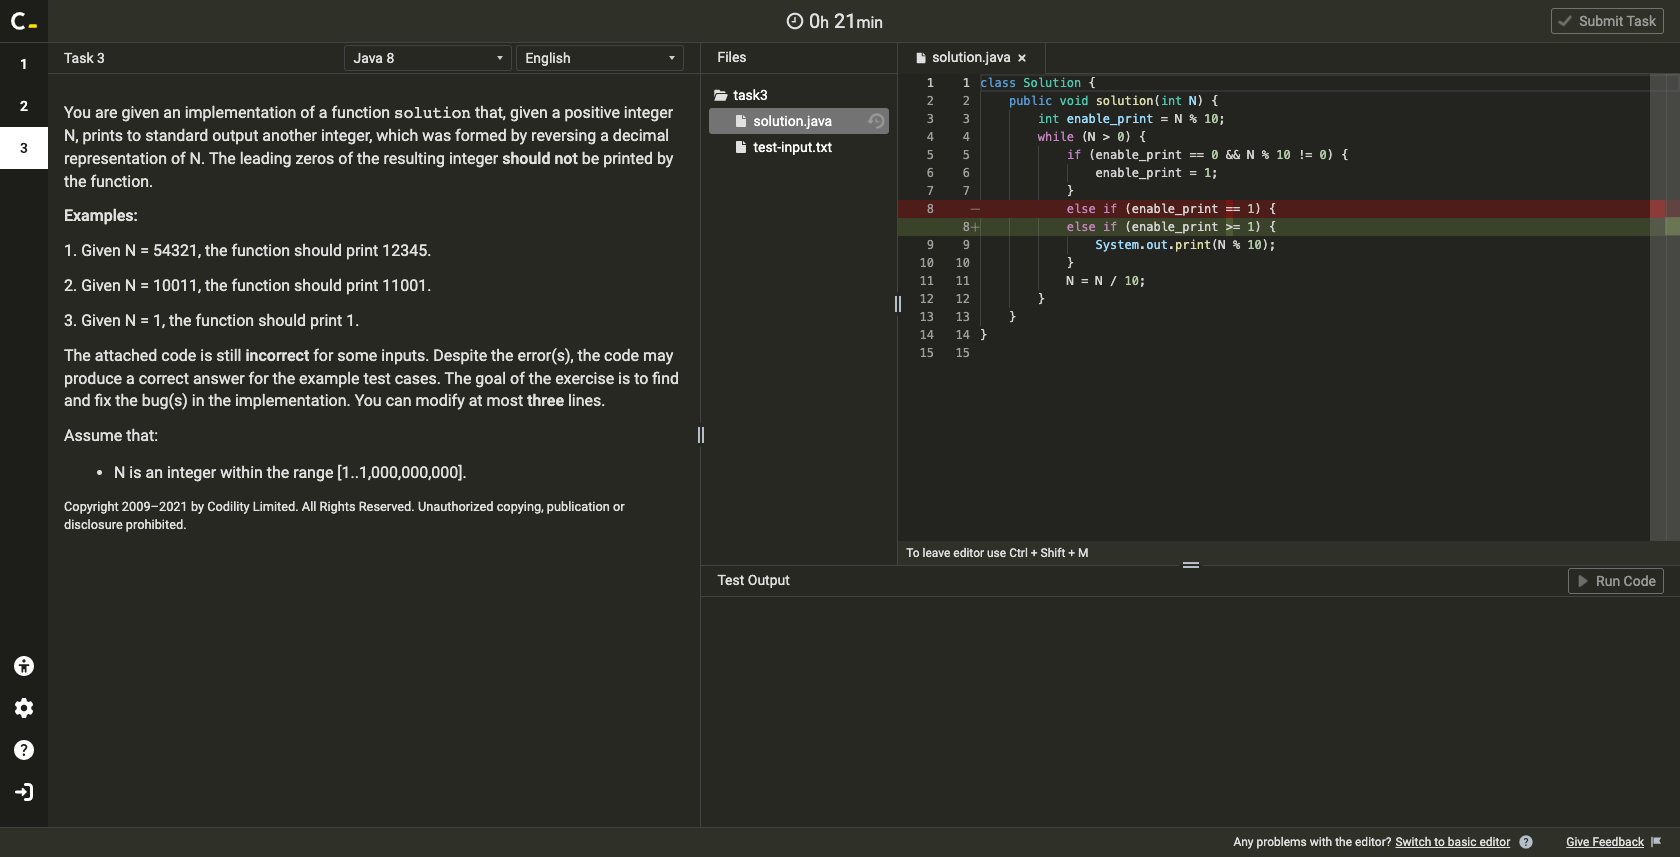 C_
0h 21min
Submit Task
1
2
3
Task 3
Java 8
English
You are given an implementation of a function solution that, given a positive integer
N, prints to standard output another integer, which was formed by reversing a decimal
representation of N. The leading zeros of the resulting integer should not be printed by
the function.
Examples:
1. Given N = 54321, the function should print 12345.
2. Given N = 10011, the function should print 11001.
3. Given N = 1, the function should print 1.
The attached code is still incorrect for some inputs. Despite the error(s), the code may
produce a correct answer for the example test cases. The goal of the exercise is to find
and fix the bug(s) in the implementation. You can modify at most three lines.
Assume that:
• N is an integer within the range [1..1,000,000,000].
Copyright 2009–2021 by Codility Limited. All Rights Reserved. Unauthorized copying, publication or
disclosure prohibited.
Files
task3
solution.java
test-input.txt
solution.java ×
1 1 class Solution {
2 2 public void solution(int N) {
3 3 int enable_print = N % 10;
4 4 while (N > 0) {
5 5 if (enable_print == 0 && N % 10 != 0) {
6 6 enable_print = 1;
7 7 }
8 — else if (enable_print == 1) {
8+ else if (enable_print >= 1) {
9 9 System.out.print(N % 10);
10 10 }
11 11 N = N / 10;
12 12 }
13 13 }
14 14 }
15 15
To leave editor use Ctrl + Shift + M
Test Output
Run Code
?
Any problems with the editor? Switch to basic editor ?
Give Feedback